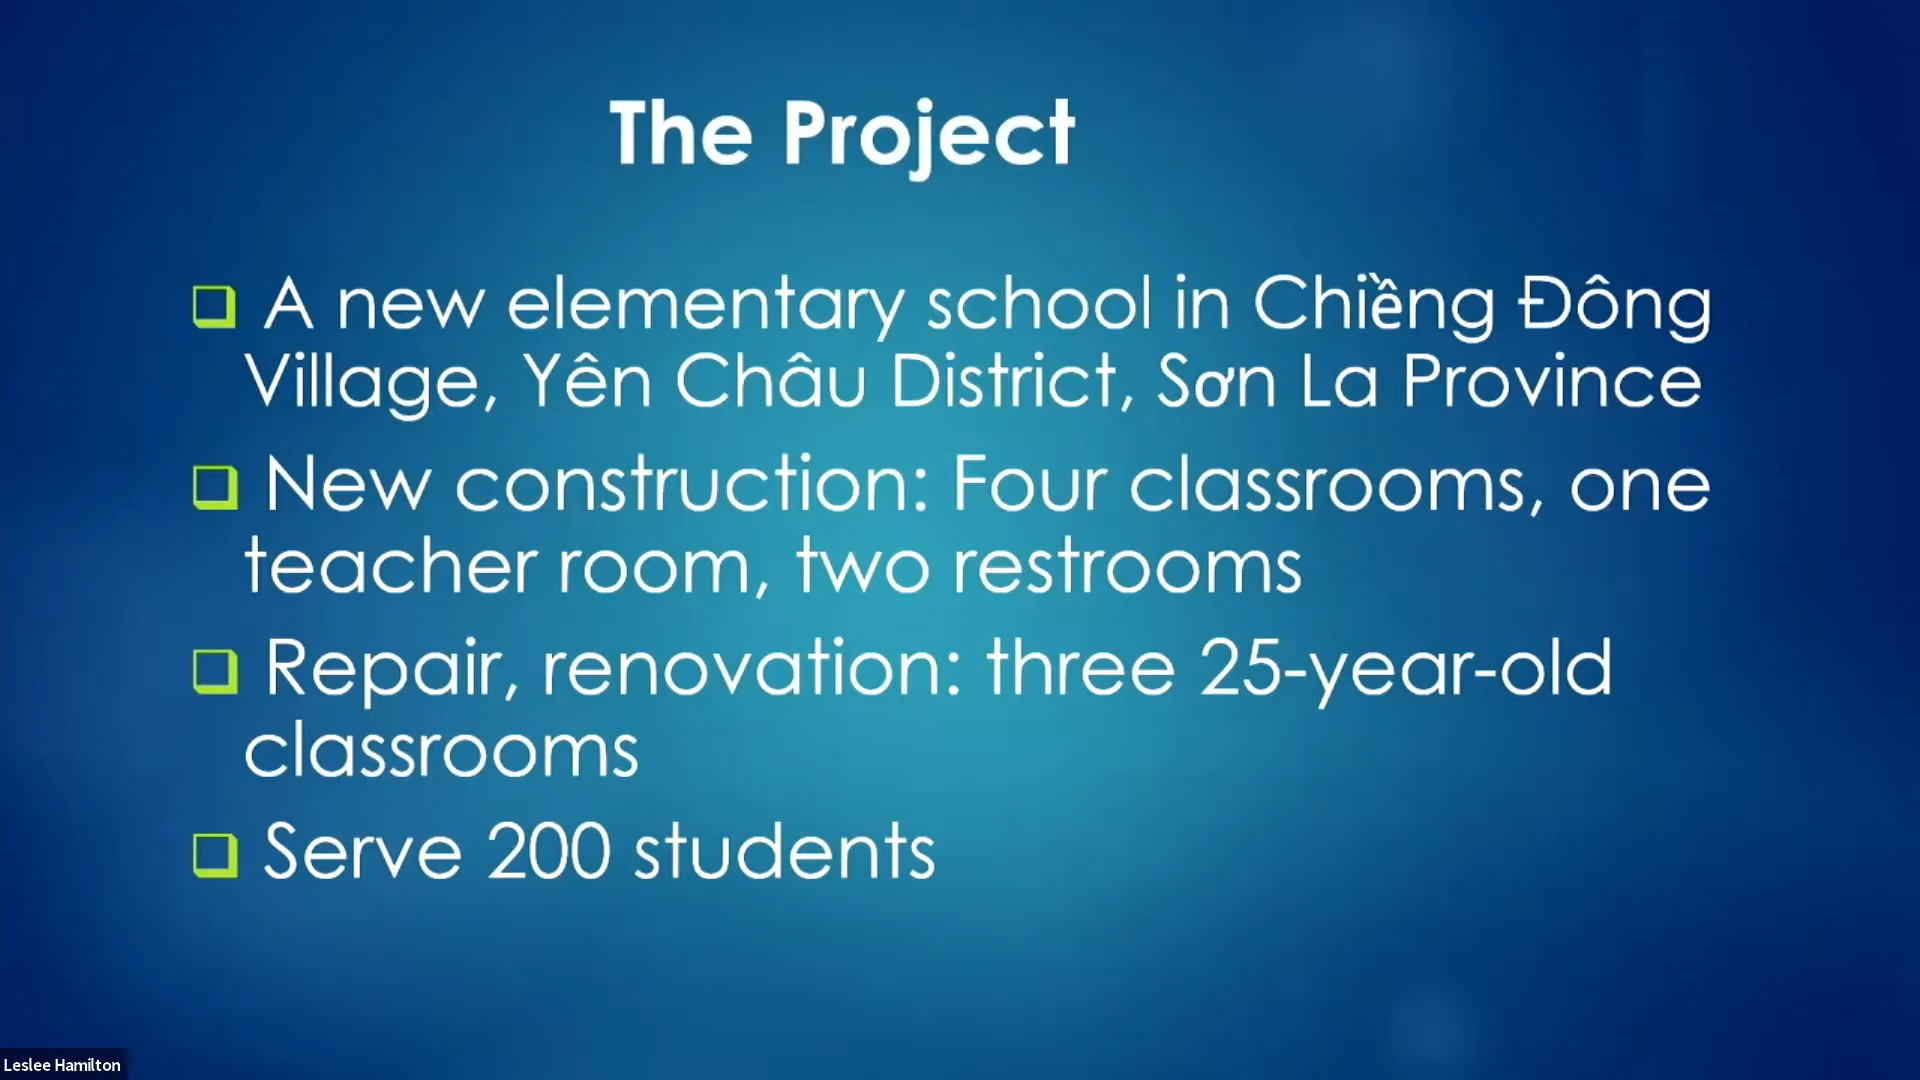 The Project
A new elementary school in Chiềng Đông
Village, Yên Châu District, Sơn La Province
New construction: Four classrooms, one
teacher room, two restrooms
Repair, renovation: three 25-year-old
classrooms
Serve 200 students
Leslee Hamilton